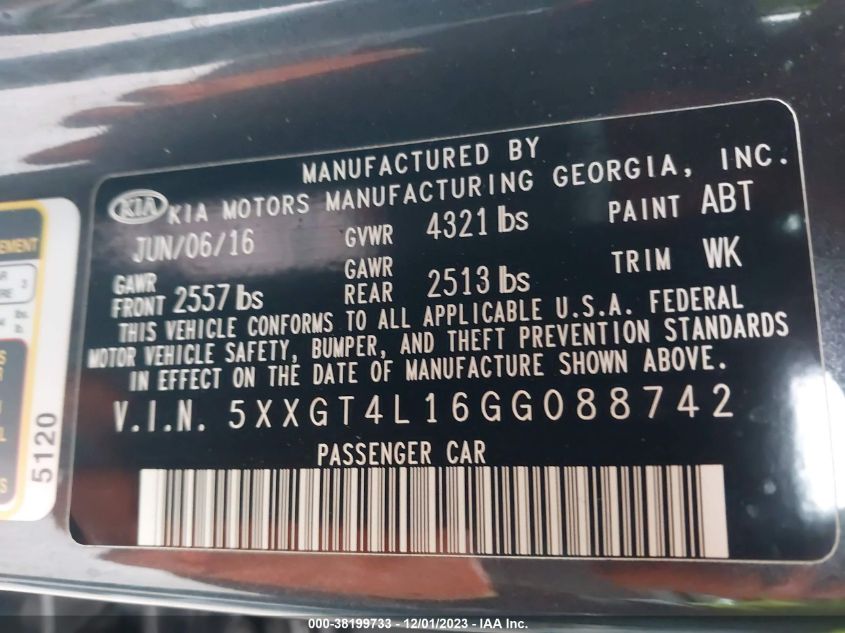 MANUFACTURED BY
KIA KIA MOTORS MANUFACTURING GEORGIA, INC.
JUN/06/16 GVWR 4321 lbs PAINT ABT
GAWR FRONT 2557 lbs GAWR REAR 2513 lbs TRIM WK
THIS VEHICLE CONFORMS TO ALL APPLICABLE U.S.A. FEDERAL
MOTOR VEHICLE SAFETY, BUMPER, AND THEFT PREVENTION STANDARDS
IN EFFECT ON THE DATE OF MANUFACTURE SHOWN ABOVE.
V.I.N. 5XXGT4L16GG088742
PASSENGER CAR
5120
000-38199733 - 12/01/2023 - IAA Inc.